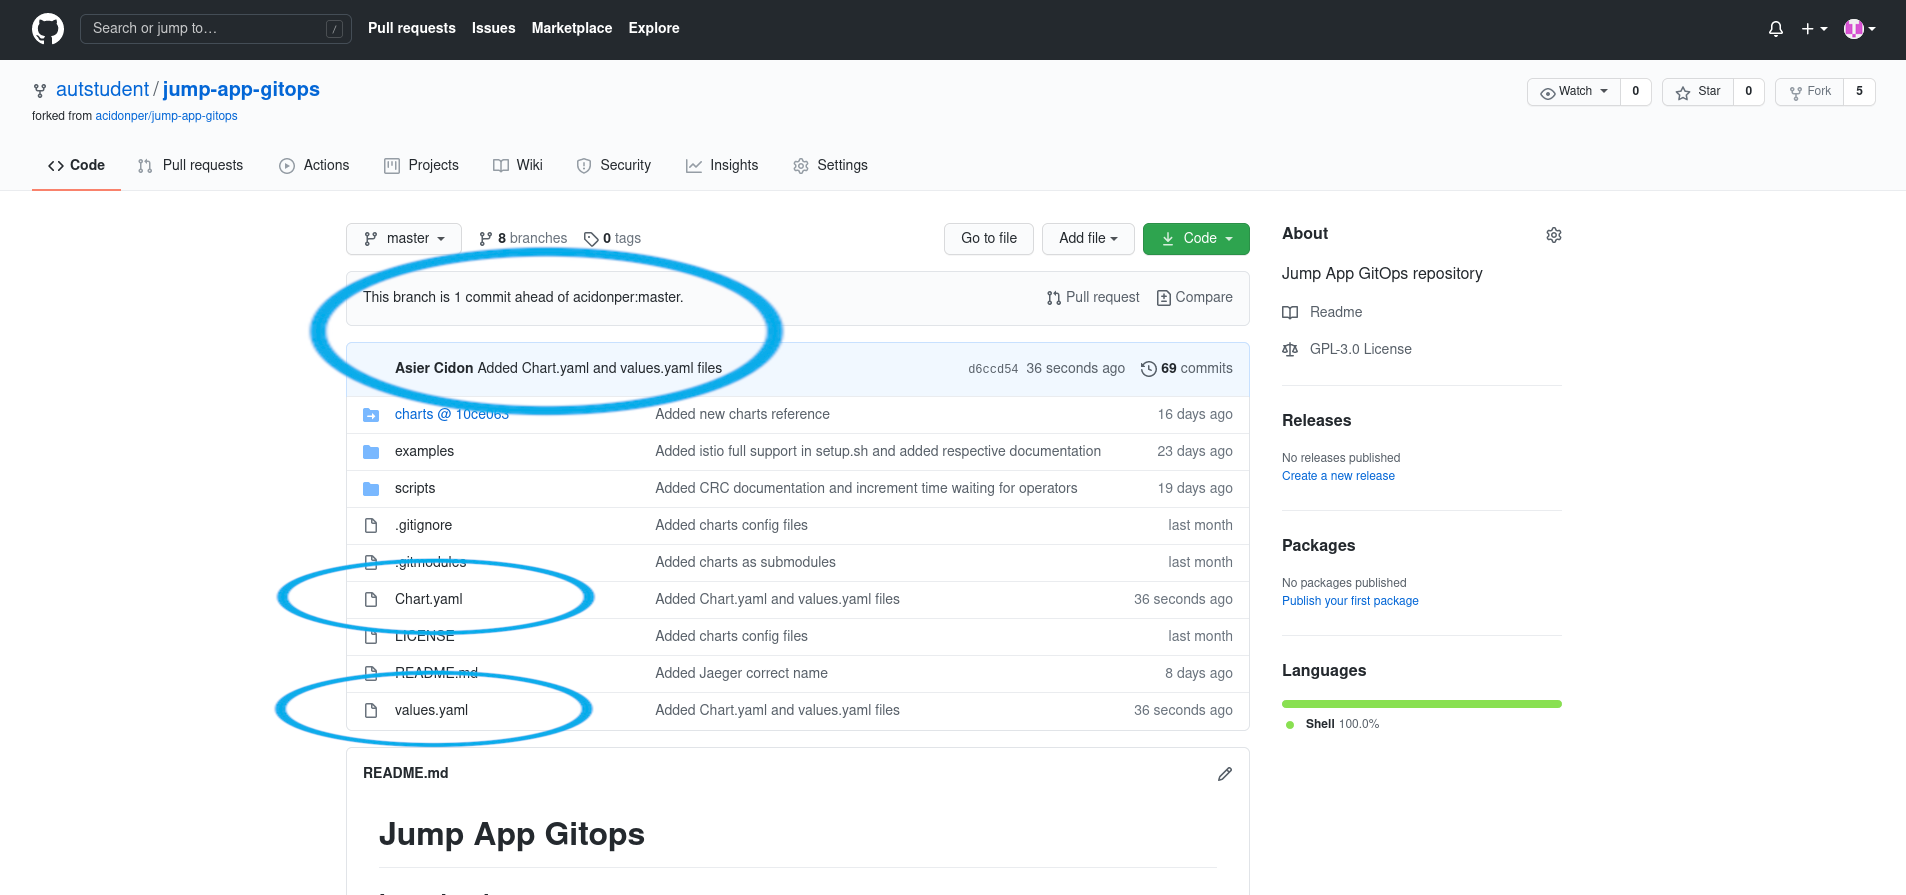 Search or jump to… / Pull requests Issues Marketplace Explore
autstudent / jump-app-gitops Watch 0 Star 0 Fork 5
forked from acidonper/jump-app-gitops
Code Pull requests Actions Projects Wiki Security Insights Settings
master 8 branches 0 tags Go to file Add file Code
This branch is 1 commit ahead of acidonper:master. Pull request Compare
Asier Cidon Added Chart.yaml and values.yaml files d6ccd54 36 seconds ago 69 commits
charts @ 10ce063 Added new charts reference 16 days ago
examples Added istio full support in setup.sh and added respective documentation 23 days ago
scripts Added CRC documentation and increment time waiting for operators 19 days ago
.gitignore Added charts config files last month
.gitmodules Added charts as submodules last month
Chart.yaml Added Chart.yaml and values.yaml files 36 seconds ago
LICENSE Added charts config files last month
README.md Added Jaeger correct name 8 days ago
values.yaml Added Chart.yaml and values.yaml files 36 seconds ago
README.md
Jump App Gitops
About
Jump App GitOps repository
Readme
GPL-3.0 License
Releases
No releases published
Create a new release
Packages
No packages published
Publish your first package
Languages
Shell 100.0%